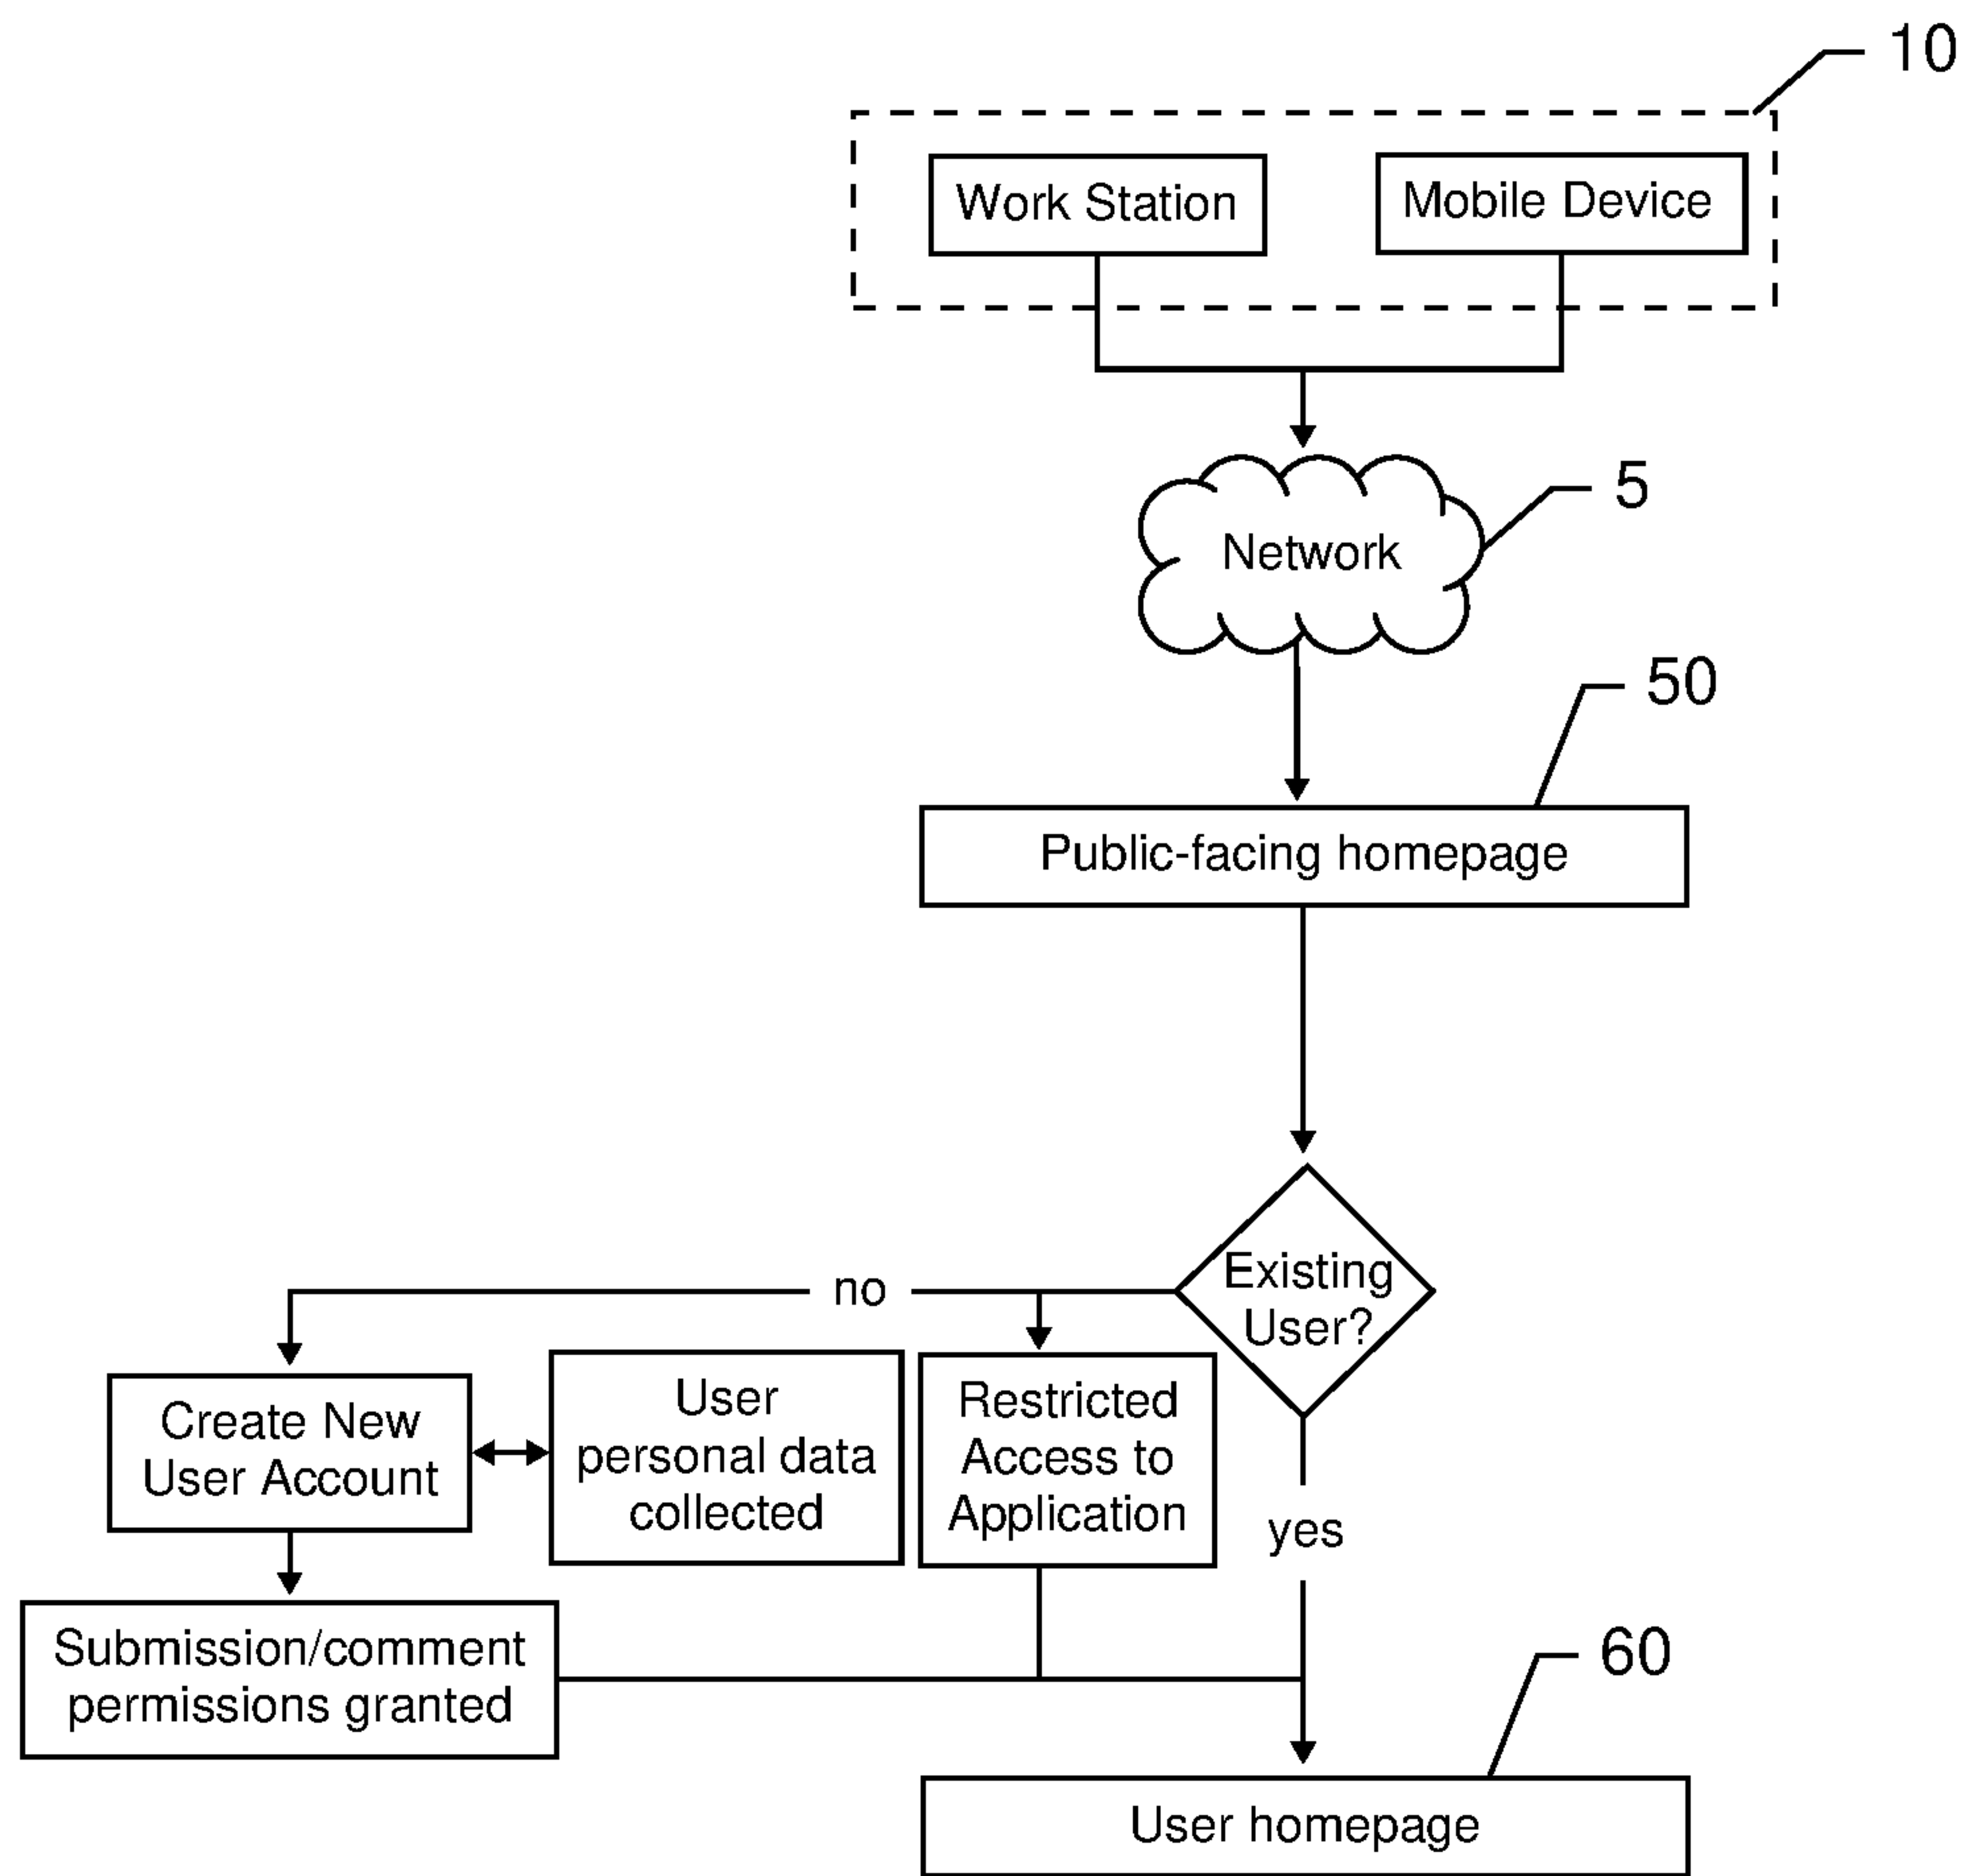 10
Work Station
Mobile Device
5
Network
50
Public-facing homepage
Existing
User?
no
Create New
User Account
User
personal data
collected
Restricted
Access to
Application
yes
Submission/comment
permissions granted
60
User homepage